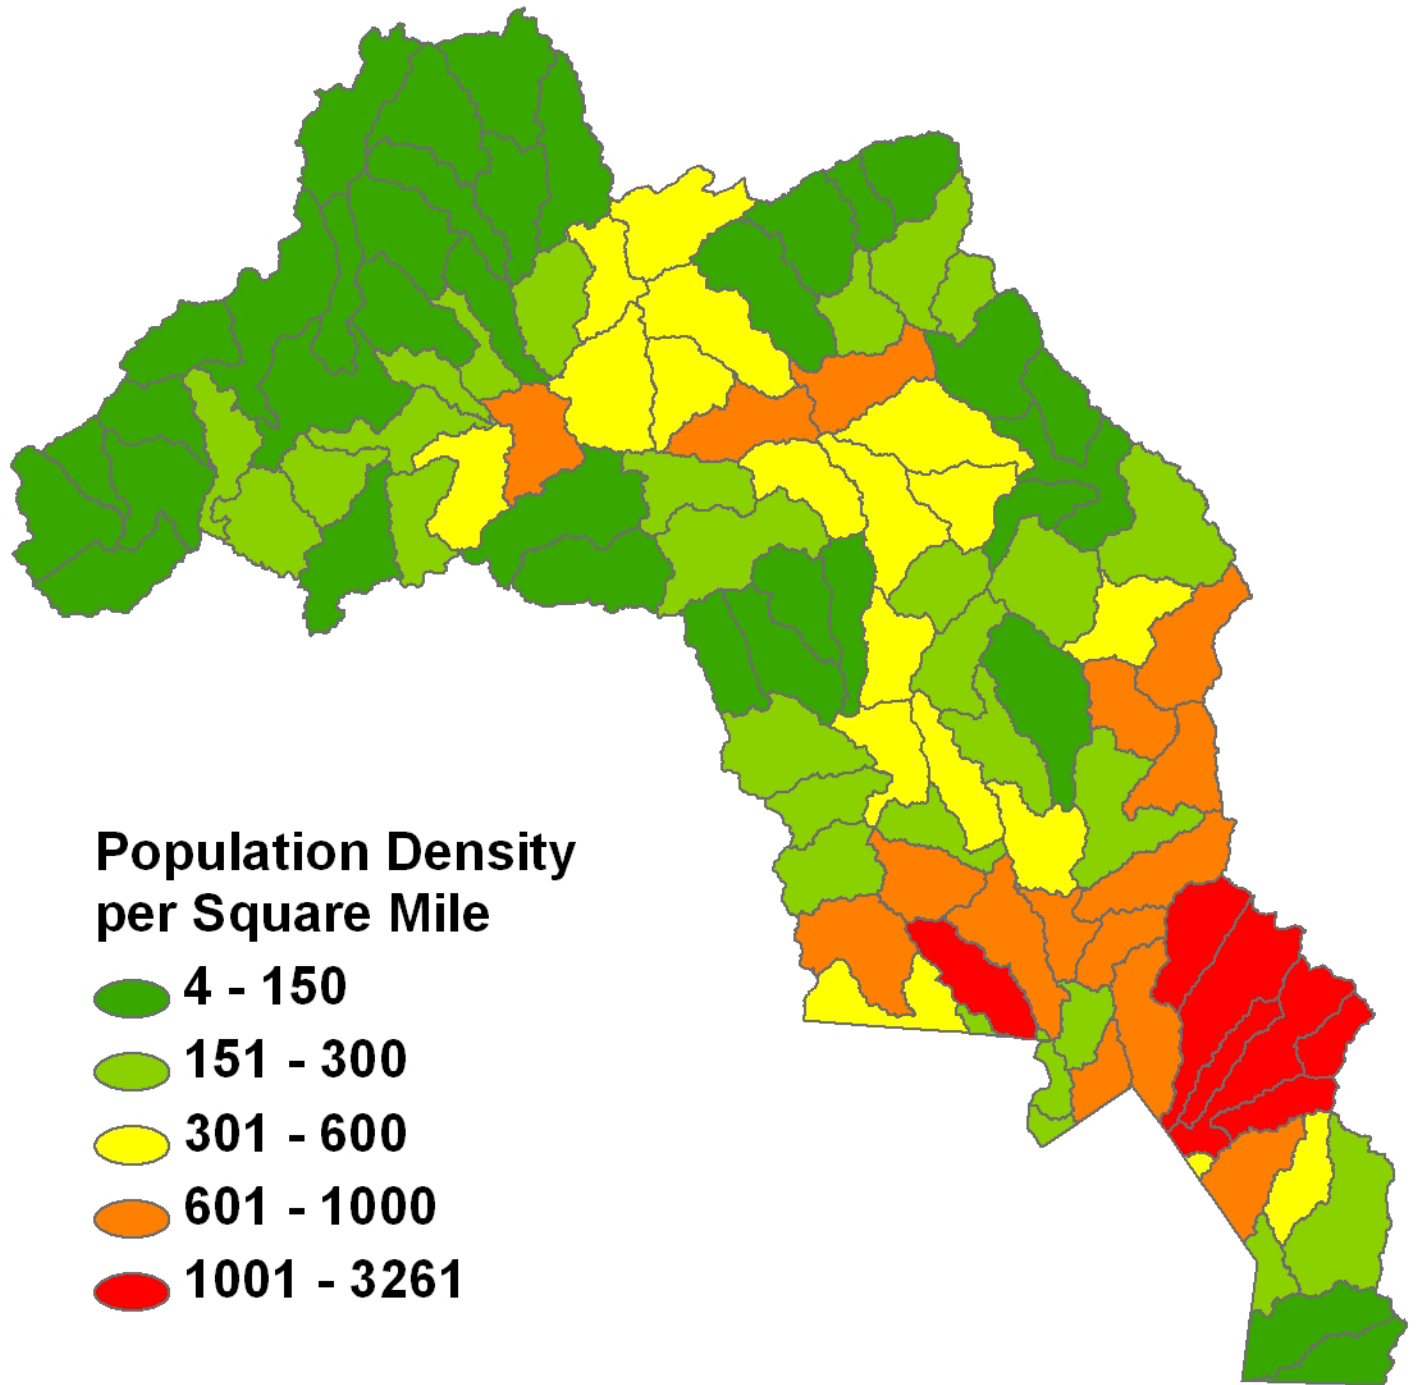 Population Density
per Square Mile
4 - 150
151 - 300
301 - 600
601 - 1000
1001 - 3261